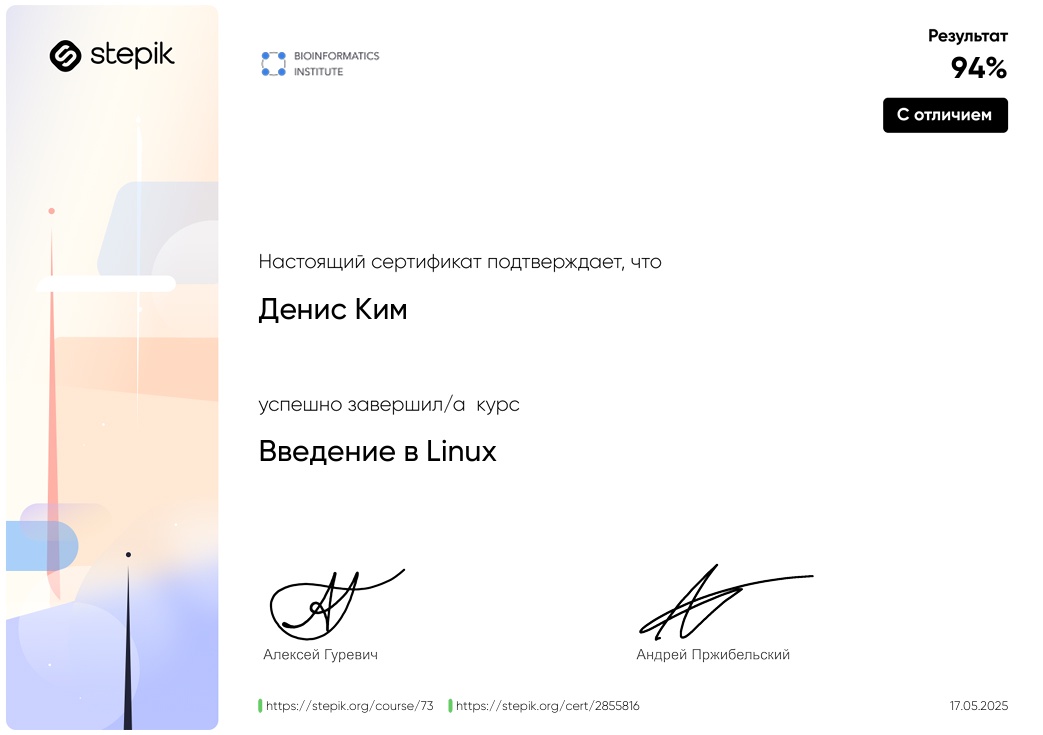 stepik
BIOINFORMATICS
INSTITUTE
Результат
94%
С отличием
Настоящий сертификат подтверждает, что
Денис Ким
успешно завершил/а курс
Введение в Linux
Алексей Гуревич
Андрей Пржибельский
https://stepik.org/course/73
https://stepik.org/cert/2855816
17.05.2025